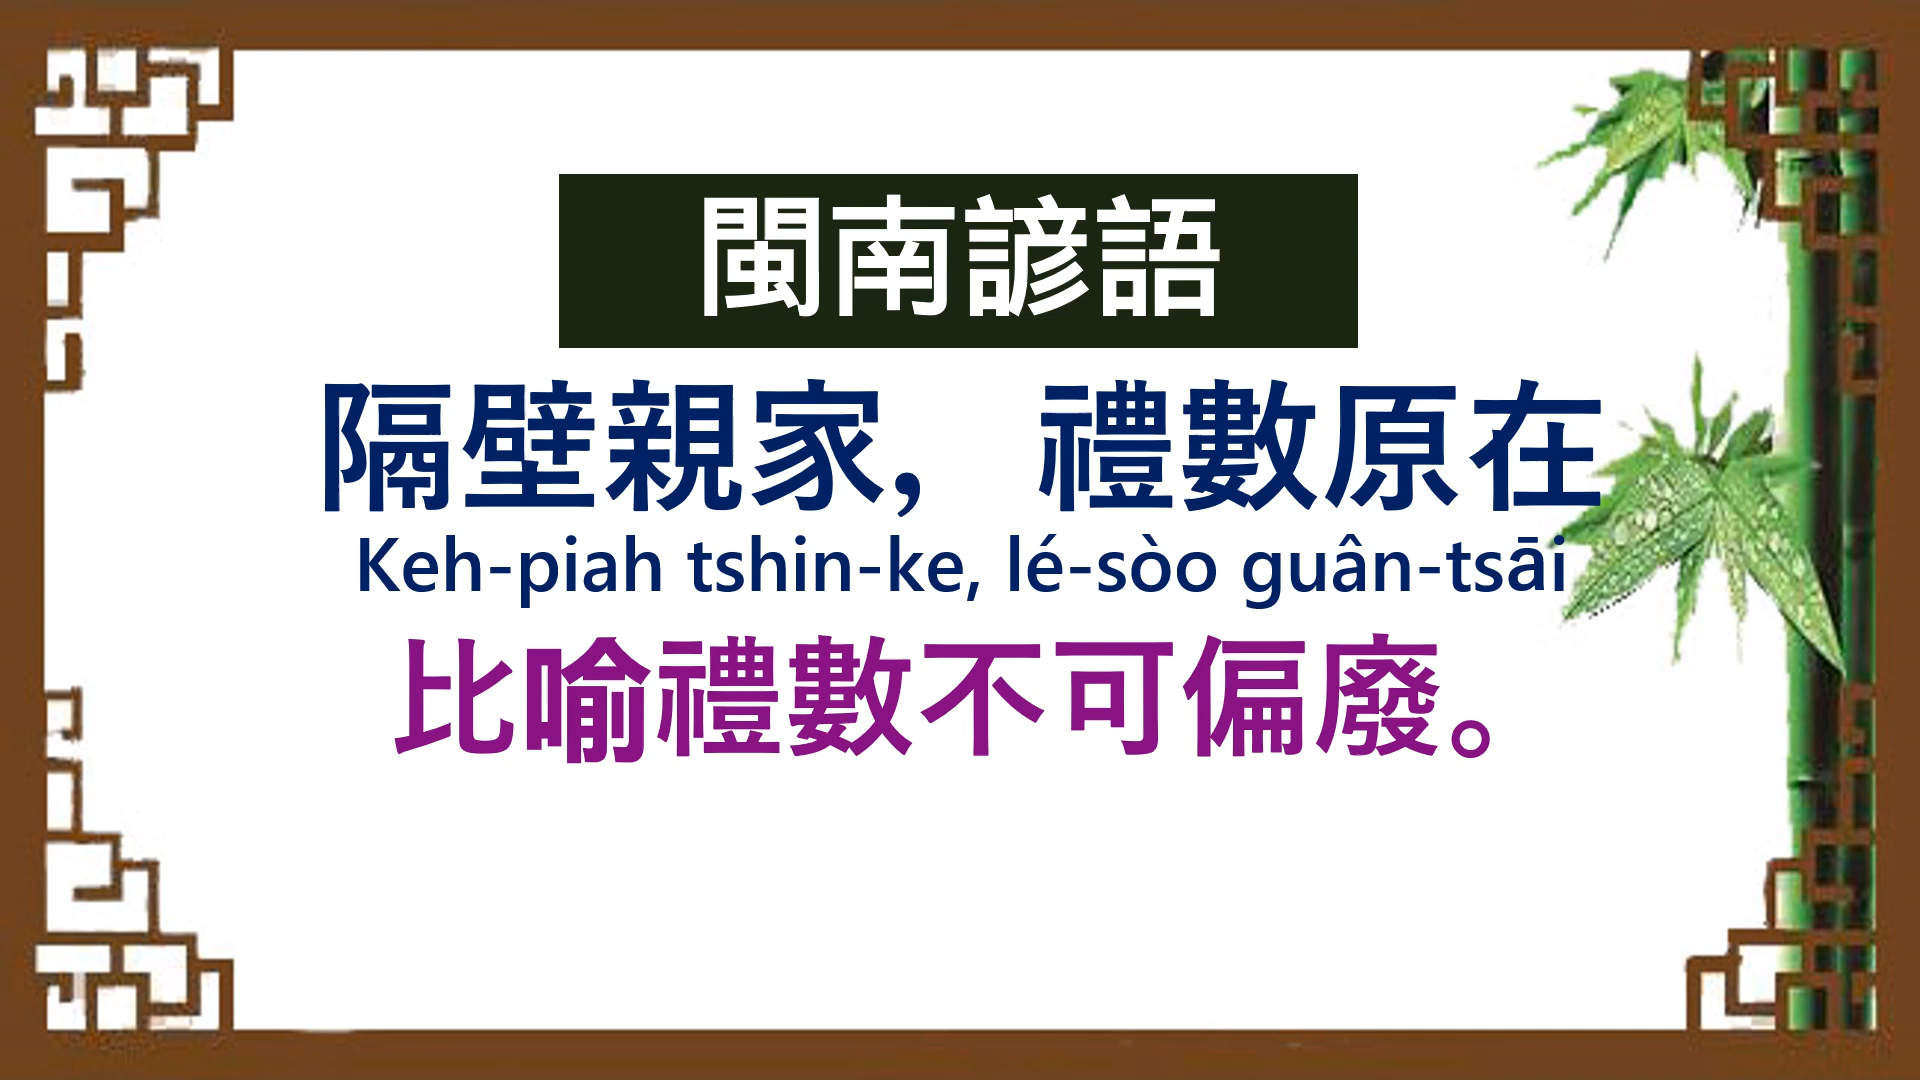 閩南諺語
隔壁親家，禮數原在
Keh-piah tshin-ke, lé-sòo guân-tsāi
比喻禮數不可偏廢。